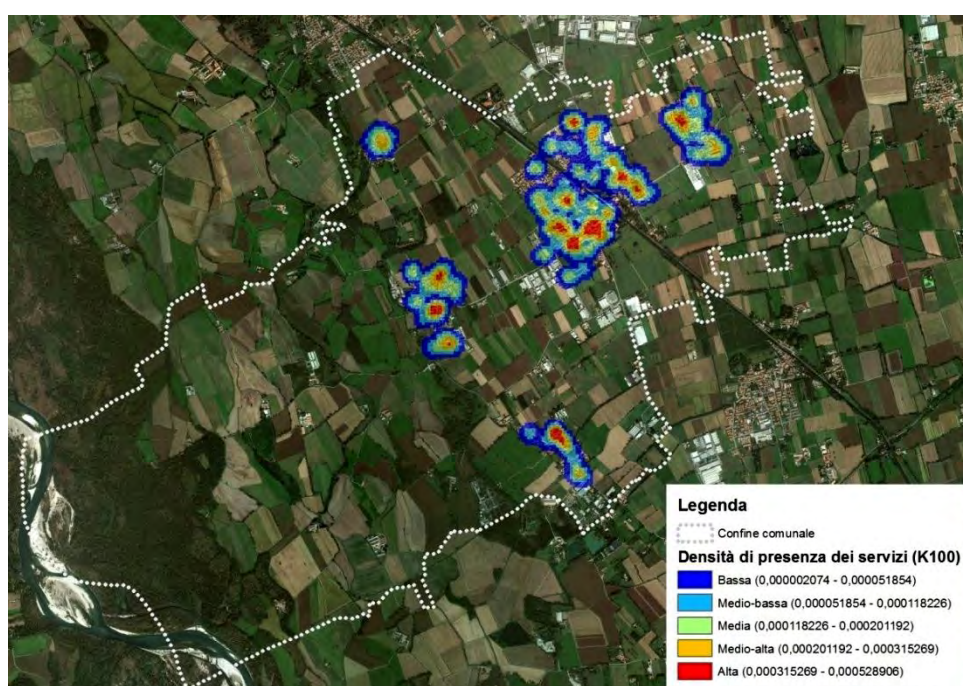 Legenda
Confine comunale
Densità di presenza dei servizi (K100)
Bassa (0,000002074 - 0,000051854)
Medio-bassa (0,000051854 - 0,000118226)
Media (0,000118226 - 0,000201192)
Medio-alta (0,000201192 - 0,000315269)
Alta (0,000315269 - 0,000528906)